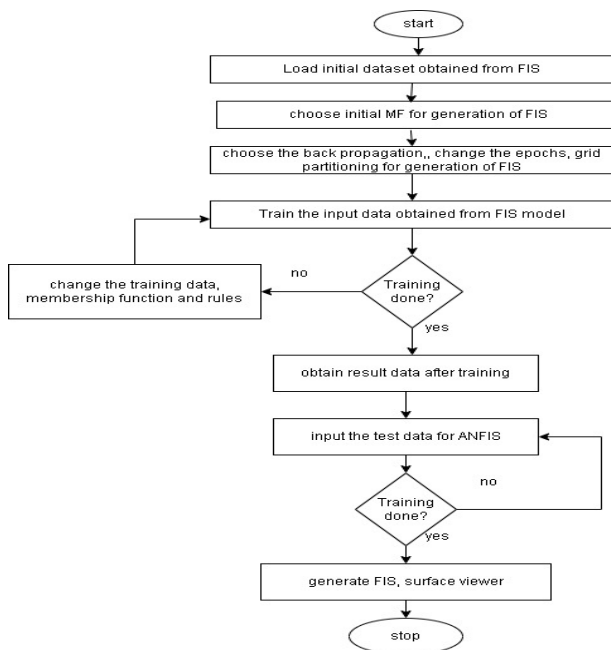 start
Load initial dataset obtained from FIS
choose initial MF for generation of FIS
choose the back propagation,, change the epochs, grid
partitioning for generation of FIS
Train the input data obtained from FIS model
no
change the training data,
membership function and rules
Training
done?
yes
obtain result data after training
input the test data for ANFIS
no
Training
done?
yes
generate FIS, surface viewer
stop